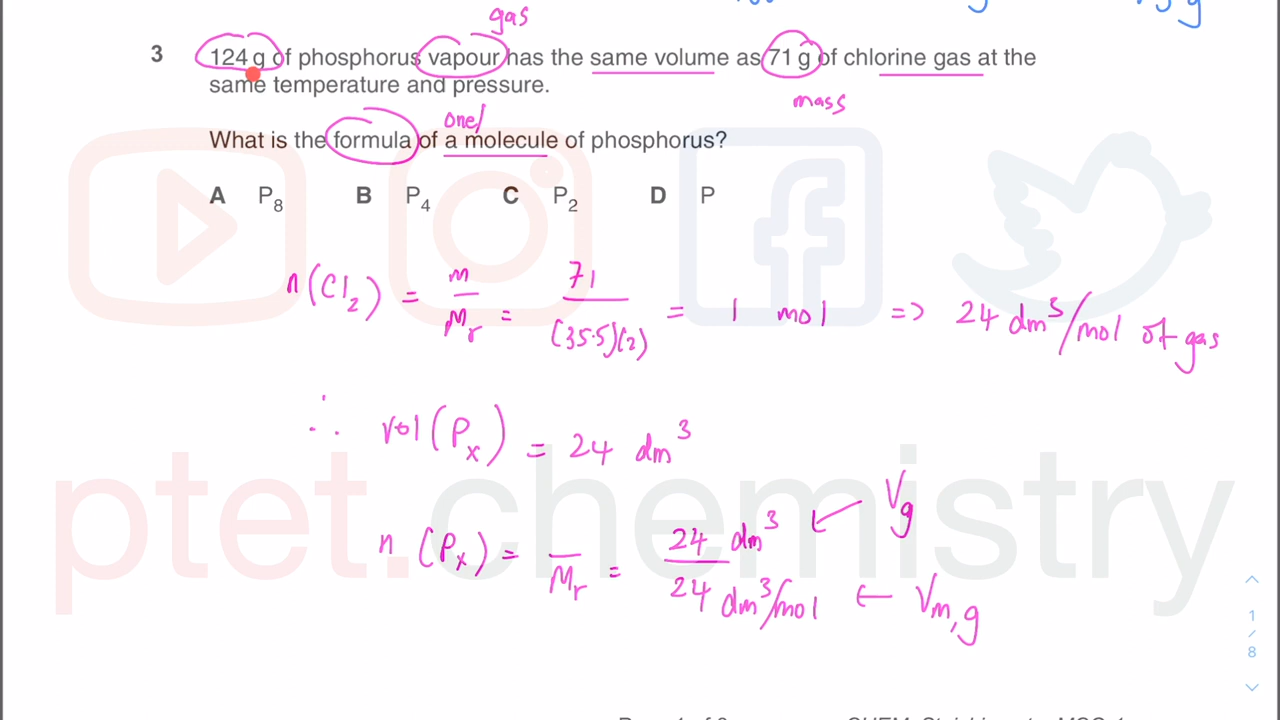 gas
3 124 g of phosphorus vapour has the same volume as 71 g of chlorine gas at the
same temperature and pressure.
mass
one/
What is the formula of a molecule of phosphorus?
A P₈ B P₄ C P₂ D P
n(Cl₂) = m/Mr = 71/(35.5)(2) = 1 mol => 24 dm³/mol of gas
∴ vol(Pₓ) = 24 dm³
n(Pₓ) = /Mr = 24 dm³/24 dm³/mol ← Vg
← Vm,g
ptet.chemistry
1
/
8